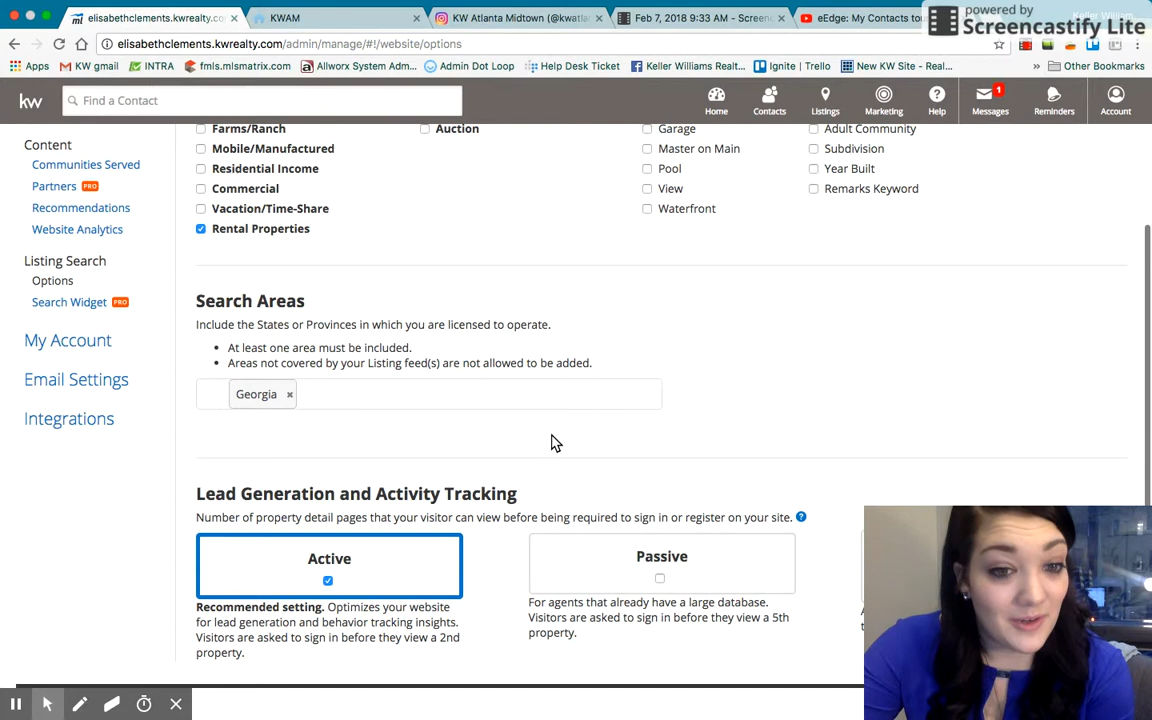 powered by
Screencastify Lite
elisabethclements.kwrealty.co
KWAM
KW Atlanta Midtown (@kwatla
Feb 7, 2018 9:33 AM - Screen
eEdge: My Contacts tou
elisabethclements.kwrealty.com/admin/manage/#!/website/options
Apps
KW gmail
INTRA
fmls.mlsmatrix.com
Allworx System Adm...
Admin Dot Loop
Help Desk Ticket
Keller Williams Realt...
Ignite | Trello
New KW Site - Real...
»
Other Bookmarks
kw
Find a Contact
Home
Contacts
Listings
Marketing
Help
1
Messages
Reminders
Account
Content
Communities Served
Partners PRO
Recommendations
Website Analytics
Listing Search
Options
Search Widget PRO
My Account
Email Settings
Integrations
Farms/Ranch
Mobile/Manufactured
Residential Income
Commercial
Vacation/Time-Share
Rental Properties
Auction
Garage
Master on Main
Pool
View
Waterfront
Adult Community
Subdivision
Year Built
Remarks Keyword
Search Areas
Include the States or Provinces in which you are licensed to operate.
• At least one area must be included.
• Areas not covered by your Listing feed(s) are not allowed to be added.
Georgia ×
Lead Generation and Activity Tracking
Number of property detail pages that your visitor can view before being required to sign in or register on your site. ?
Active
Recommended setting. Optimizes your website
for lead generation and behavior tracking insights.
Visitors are asked to sign in before they view a 2nd
property.
Passive
For agents that already have a large database.
Visitors are asked to sign in before they view a 5th
property.